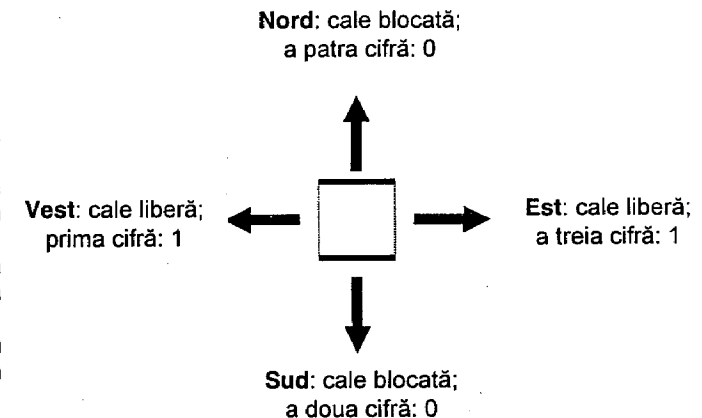 Nord: cale blocată;
a patra cifră: 0
Vest: cale liberă;
prima cifră: 1
Est: cale liberă;
a treia cifră: 1
Sud: cale blocată;
a doua cifră: 0